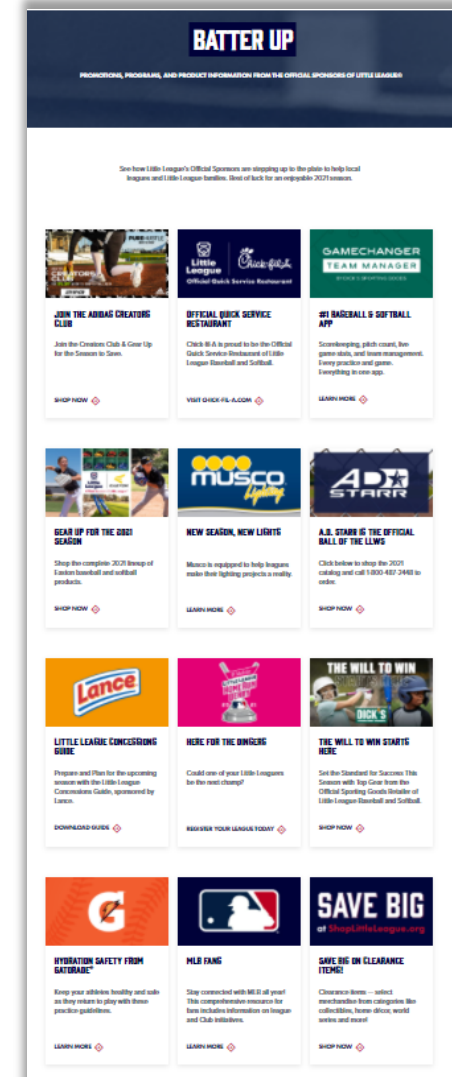 BATTER UP
PROMOTIONS, PROGRAMS, AND PRODUCT INFORMATION FROM THE OFFICIAL SPONSORS OF LITTLE LEAGUE®
See how Little League's Official Sponsors are stepping up to the plate to help local
leagues and Little League families. Best of luck for an enjoyable 2021 season.
CREATORS
CLUB
JOIN THE ADIDAS CREATORS
CLUB
Join the Creators Club & Gear Up
for the Season to Save.
SHOP NOW
Little
League
Chick-fil-A
Official Quick Service Restaurant
OFFICIAL QUICK SERVICE
RESTAURANT
Chick-fil-A is proud to be the Official
Quick Service Restaurant of Little
League Baseball and Softball.
VISIT CHICK-FIL-A.COM
GAMECHANGER
TEAM MANAGER
#1 BASEBALL & SOFTBALL
APP
Scorekeeping, pitch count, live
game stats, and team management.
Every practice and game.
Everything in one app.
LEARN MORE
GEAR UP FOR THE 2021
SEASON
Shop the complete 2021 lineup of
Easton baseball and softball
products.
SHOP NOW
musco
Lighting
NEW SEASON, NEW LIGHTS
Musco is equipped to help leagues
make their lighting projects a reality.
LEARN MORE
AD
STARR
A.D. STARR IS THE OFFICIAL
BALL OF THE LLWS
Click below to shop the 2021
catalog and call 1-800-487-2448 to
order.
SHOP NOW
Lance
LITTLE LEAGUE CONCESSIONS
GUIDE
Prepare and Plan for the upcoming
season with the Little League
Concessions Guide, sponsored by
Lance.
DOWNLOAD GUIDE
LITTLE LEAGUE
HOME RUN
DERBY
HERE FOR THE DINGERS
Could one of your Little Leaguers
be the next champ?
REGISTER YOUR LEAGUE TODAY
THE WILL TO WIN
DICK'S
THE WILL TO WIN STARTS
HERE
Set the Standard for Success This
Season with Top Gear from the
Official Sporting Goods Retailer of
Little League Baseball and Softball.
SHOP NOW
G
HYDRATION SAFETY FROM
GATORADE®
Keep your athletes healthy and safe
as they return to play with these
practice guidelines.
LEARN MORE
MLB FANS
Stay connected with MLB all year!
This comprehensive resource for
fans includes information on league
and Club initiatives.
LEARN MORE
SAVE BIG
at ShopLittleLeague.org
SAVE BIG ON CLEARANCE
ITEMS!
Clearance items — select
merchandise from categories like
collectibles, home décor, world
series and more!
SHOP NOW